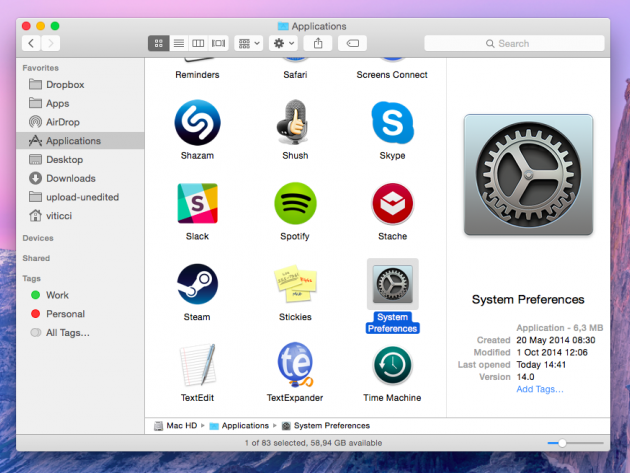 Applications
Search
Favorites
Dropbox
Apps
AirDrop
Applications
Desktop
Downloads
upload-unedited
viticci
Devices
Shared
Tags
Work
Personal
All Tags…
Reminders
Safari
Screens Connect
Shazam
Shush
Skype
Slack
Spotify
Stache
Steam
Stickies
System
Preferences
TextEdit
TextExpander
Time Machine
System Preferences
Application - 6,3 MB
Created 20 May 2014 08:30
Modified 1 Oct 2014 12:06
Last opened Today 14:41
Version 14.0
Add Tags…
Mac HD ▸ Applications ▸ System Preferences
1 of 83 selected, 58,94 GB available